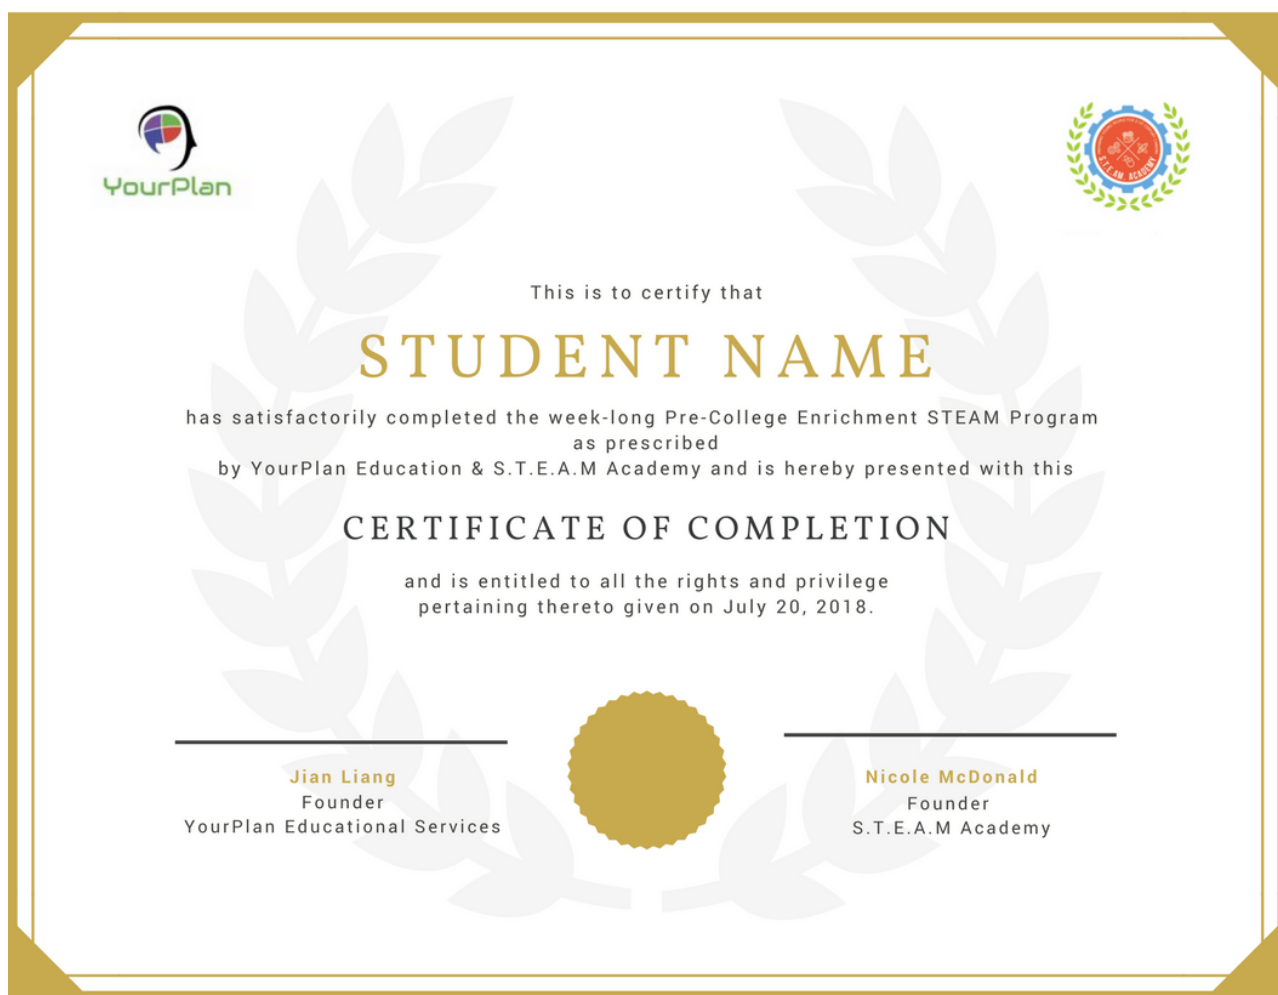 YourPlan
S.T.E.AM. ACADEMY
This is to certify that
STUDENT NAME
has satisfactorily completed the week-long Pre-College Enrichment STEAM Program
as prescribed
by YourPlan Education & S.T.E.A.M Academy and is hereby presented with this
CERTIFICATE OF COMPLETION
and is entitled to all the rights and privilege
pertaining thereto given on July 20, 2018.
Jian Liang
Founder
YourPlan Educational Services
Nicole McDonald
Founder
S.T.E.A.M Academy